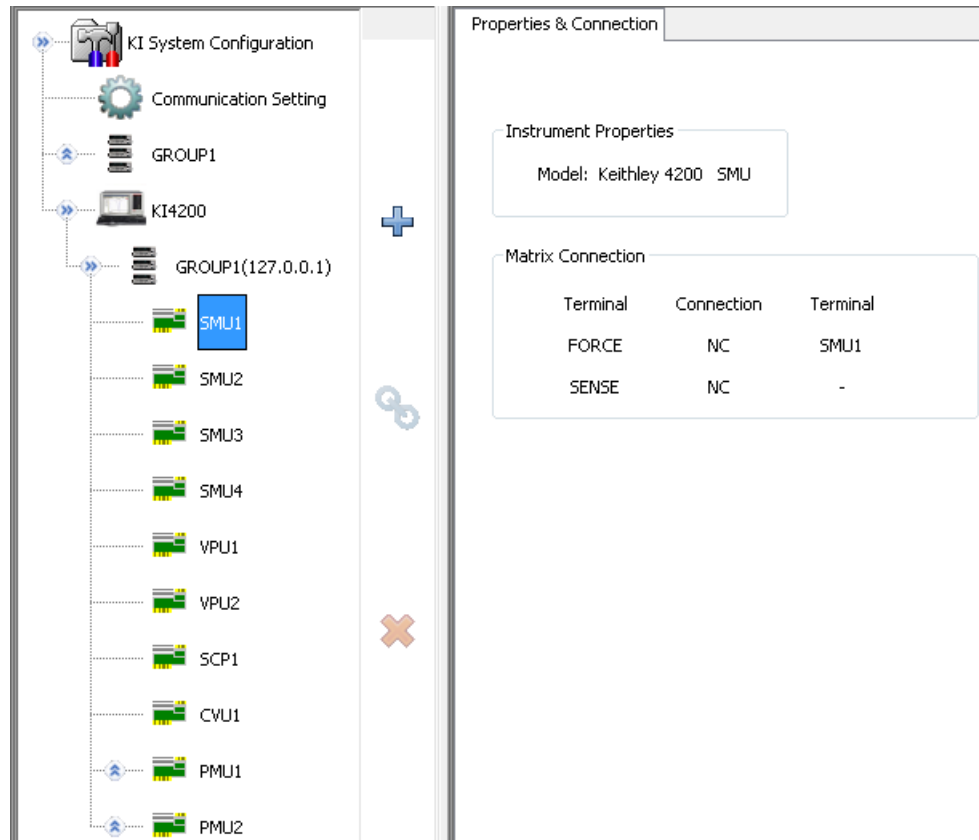 KI System Configuration
Communication Setting
GROUP1
KI4200
GROUP1(127.0.0.1)
SMU1
SMU2
SMU3
SMU4
VPU1
VPU2
SCP1
CVU1
PMU1
PMU2
Properties & Connection
Instrument Properties
Model: Keithley 4200 SMU
Matrix Connection
Terminal Connection Terminal
FORCE NC SMU1
SENSE NC -